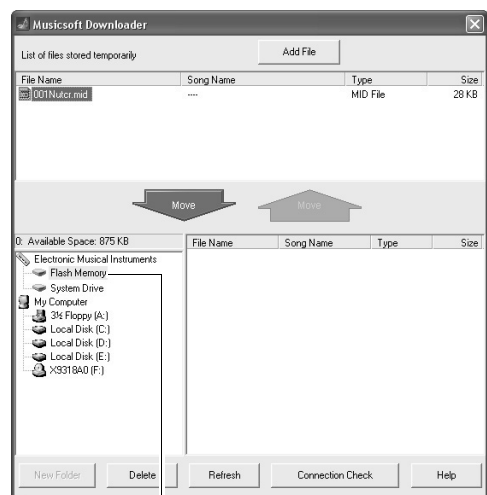 Musicsoft Downloader
List of files stored temporarily
Add File
File Name Song Name Type Size
001Nutcr.mid ---- MID File 28 KB
Move Move
0: Available Space: 875 KB
File Name Song Name Type Size
Electronic Musical Instruments
Flash Memory
System Drive
My Computer
3½ Floppy (A:)
Local Disk (C:)
Local Disk (D:)
Local Disk (E:)
X9318A0 (F:)
New Folder Delete Refresh Connection Check Help